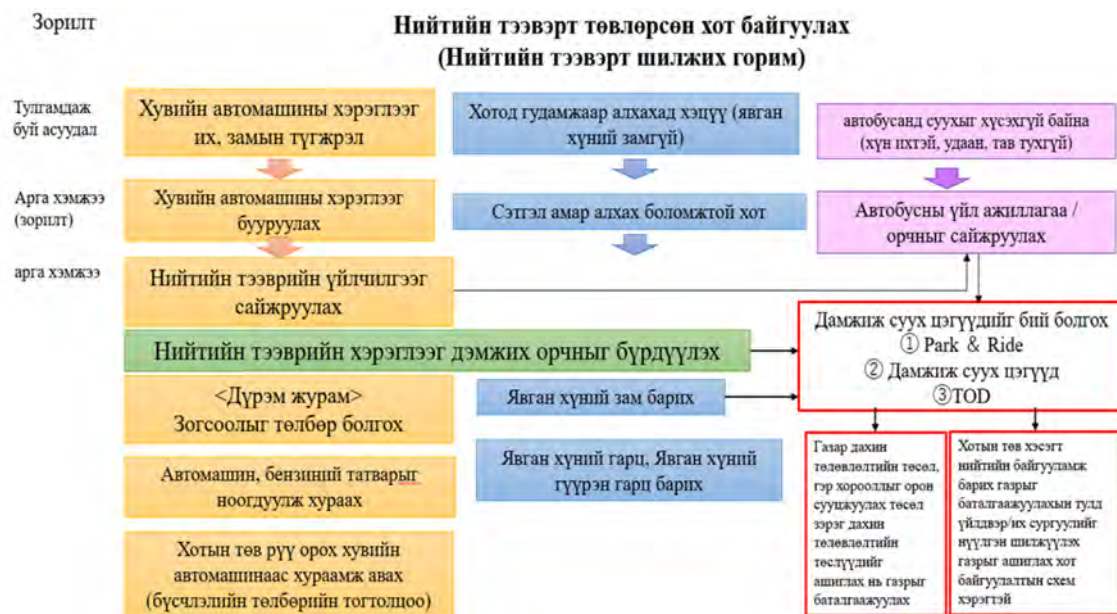 Зорилт
Нийтийн тээвэрт төвлөрсөн хот байгуулах
(Нийтийн тээвэрт шилжих горим)
Тулгамдаж
буй асуудал
Хувийн автомашины хэрэглээг
их, замын түгжрэл
Хотод гудамжаар алхахад хэцүү (явган
хүний замгүй)
автобусанд суухыг хүсэхгүй байна
(хүн ихтэй, удаан, тав тухгүй)
Арга хэмжээ
(зорилт)
Хувийн автомашины хэрэглээг
бууруулах
Сэтгэл амар алхах боломжтой хот
Автобусны үйл ажиллагаа /
орчныг сайжруулах
арга хэмжээ
Нийтийн тээврийн үйлчилгээг
сайжруулах
Нийтийн тээврийн хэрэглээг дэмжих орчныг бүрдүүлэх
Дамжиж суух цэгүүдийг бий болгох
① Park & Ride
② Дамжиж суух цэгүүд
③TOD
<Дүрэм журам>
Зогсоолыг төлбөр болгох
Явган хүний зам барих
Автомашин, бензиний татварыг
ноогдуулж хураах
Явган хүний гарц, Явган хүний
гүүрэн гарц барих
Хотын төв рүү орох хувийн
автомашинаас хураамж авах
(бүсчлэлийн төлбөрийн тогтолцоо)
Газар дахин
төлөвлөлтийн төсөл,
гэр хорооллыг орон
сууцжуулах төсөл
зэрэг дахин
төлөвлөлтийн
төслүүдийг
ашиглах нь газрыг
баталгаажуулах
Хотын төв хэсэгт
нийтийн байгууламж
барих газрыг
баталгаажуулахын тулд
үйлдвэр/их сургуулийг
нүүлгэн шилжүүлэх
газрыг ашиглах хот
байгуулалтын схем
хэрэгтэй